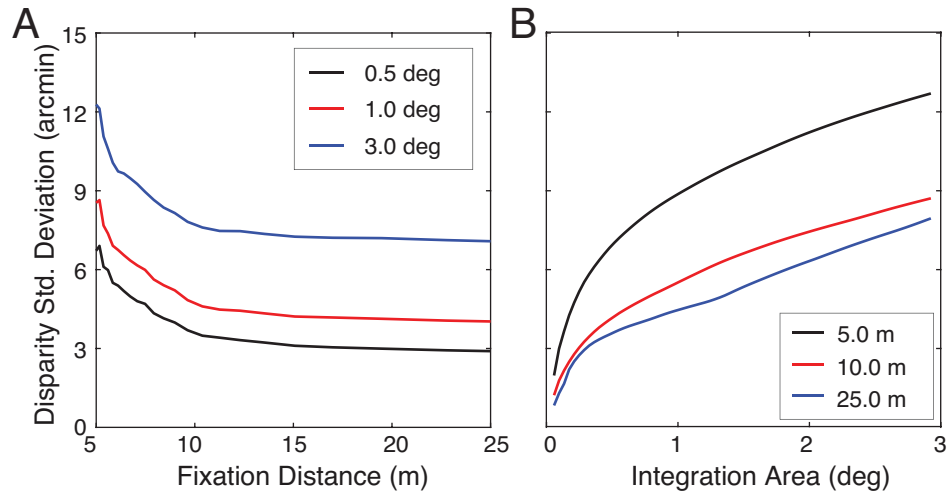 A
B
Disparity Std. Deviation (arcmin)
15
12
9
6
3
0
0.5 deg
1.0 deg
3.0 deg
5
10
15
20
25
Fixation Distance (m)
5.0 m
10.0 m
25.0 m
0
1
2
3
Integration Area (deg)